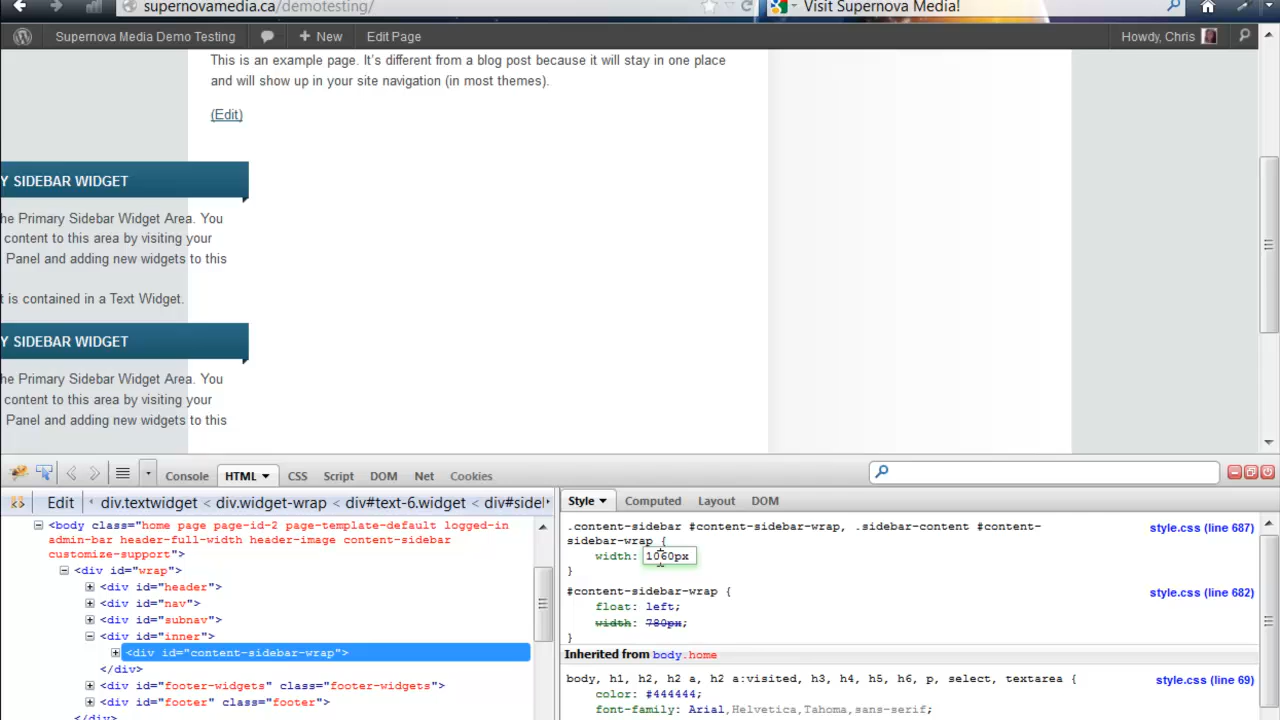 supernovamedia.ca/demotesting/
Visit Supernova Media!
Supernova Media Demo Testing
New
Edit Page
Howdy, Chris
This is an example page. It's different from a blog post because it will stay in one place
and will show up in your site navigation (in most themes).
(Edit)
Y SIDEBAR WIDGET
he Primary Sidebar Widget Area. You
content to this area by visiting your
Panel and adding new widgets to this
t is contained in a Text Widget.
Y SIDEBAR WIDGET
he Primary Sidebar Widget Area. You
content to this area by visiting your
Panel and adding new widgets to this
Console HTML CSS Script DOM Net Cookies
Edit div.textwidget < div.widget-wrap < div#text-6.widget < div#sidel
<body class="home page page-id-2 page-template-default logged-in
admin-bar header-full-width header-image content-sidebar
customize-support">
<div id="wrap">
<div id="header">
<div id="nav">
<div id="subnav">
<div id="inner">
<div id="content-sidebar-wrap">
</div>
<div id="footer-widgets" class="footer-widgets">
<div id="footer" class="footer">
</div>
Style Computed Layout DOM
.content-sidebar #content-sidebar-wrap, .sidebar-content #content-
sidebar-wrap {
style.css (line 687)
width: 1060px
}
#content-sidebar-wrap {
style.css (line 682)
float: left;
width: 780px;
}
Inherited from body.home
body, h1, h2, h2 a, h2 a:visited, h3, h4, h5, h6, p, select, textarea {
style.css (line 69)
color: #444444;
font-family: Arial,Helvetica,Tahoma,sans-serif;